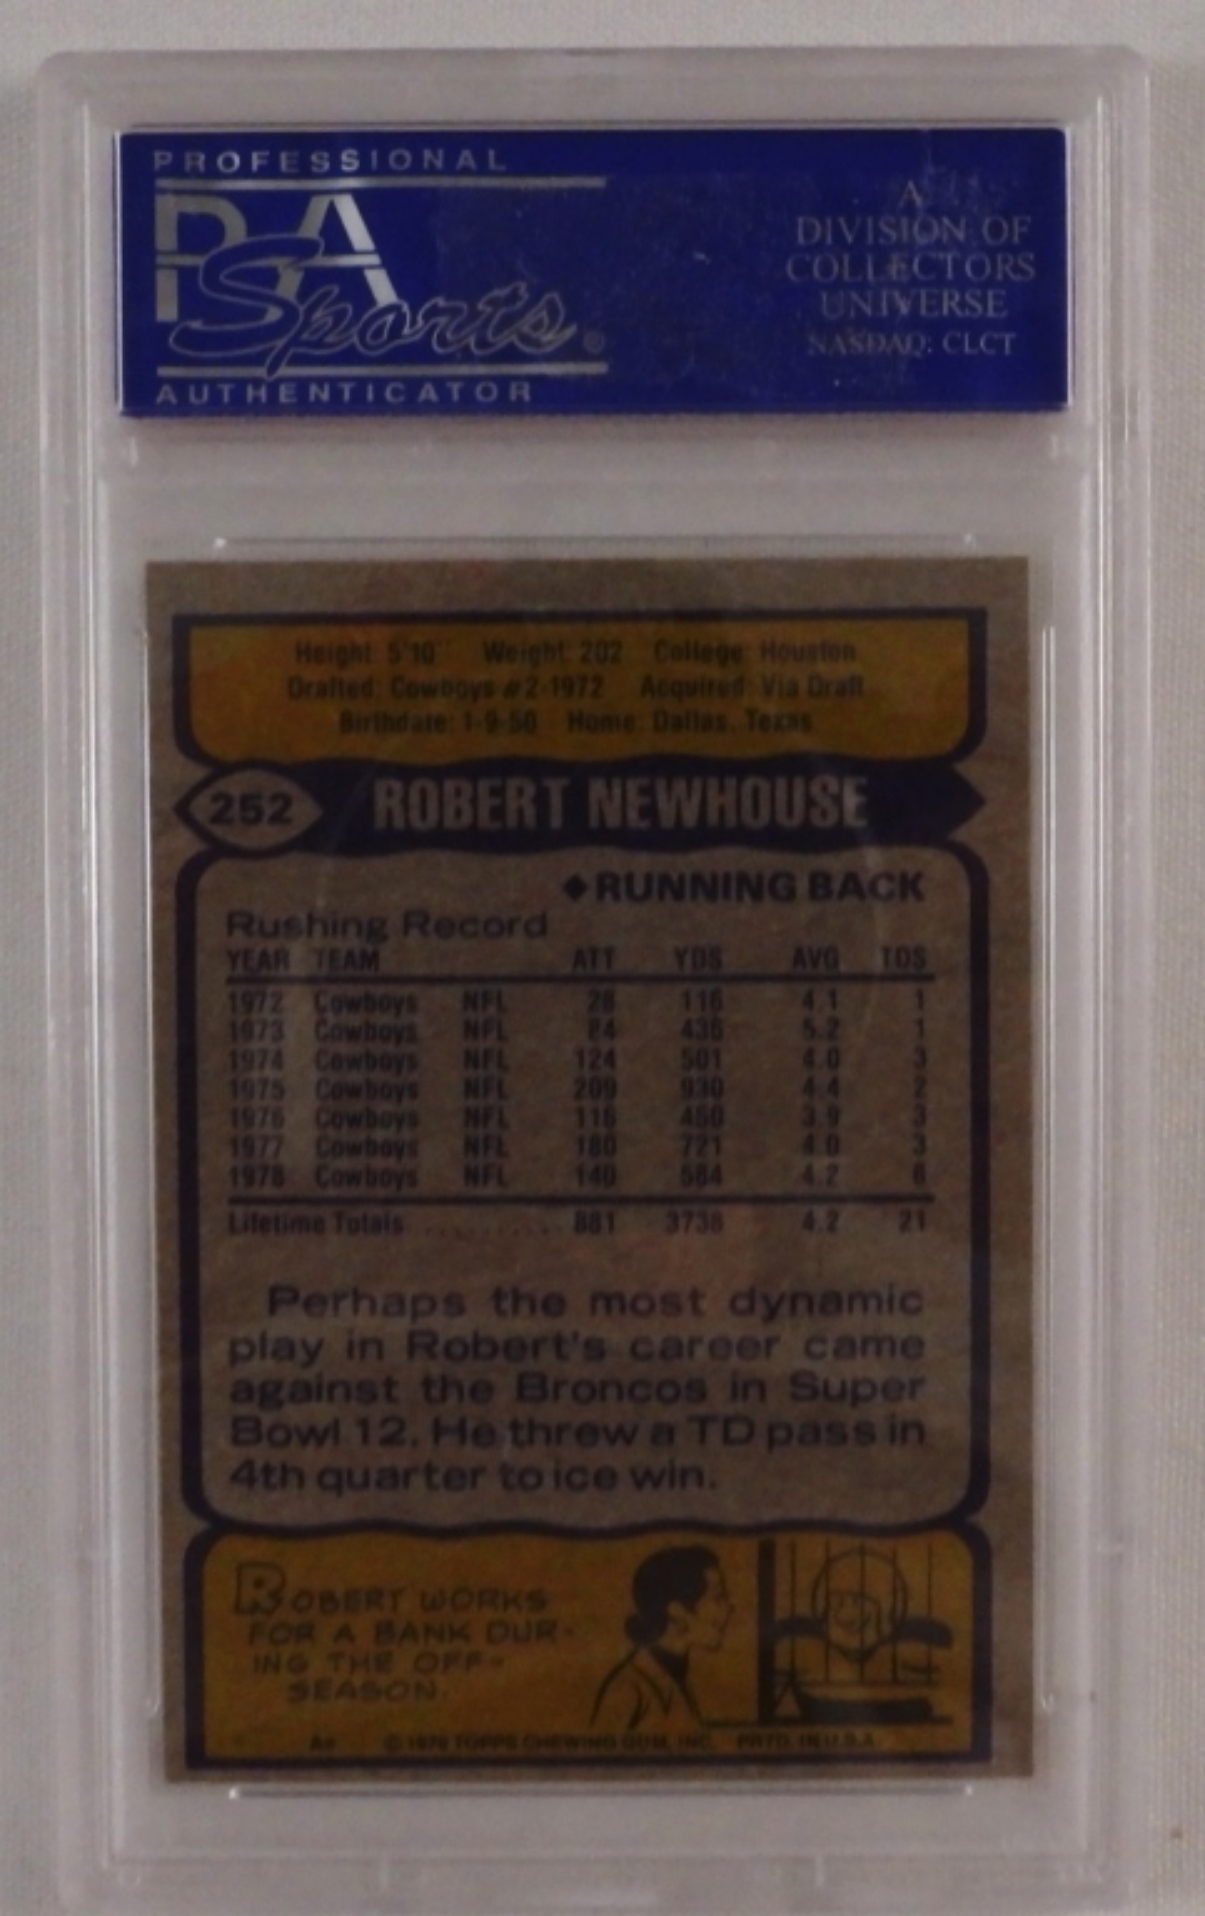 PROFESSIONAL
PSA
Sports®
AUTHENTICATOR
A
DIVISION OF
COLLECTORS
UNIVERSE
NASDAQ: CLCT
Height: 5'10" Weight: 202 College: Houston
Drafted: Cowboys #2-1972 Acquired: Via Draft
Birthdate: 1-9-50 Home: Dallas, Texas
252 ROBERT NEWHOUSE
◆RUNNING BACK
Rushing Record
YEAR TEAM ATT YDS AVG TDS
1972 Cowboys NFL 28 116 4.1 1
1973 Cowboys NFL 84 436 5.2 1
1974 Cowboys NFL 124 501 4.0 3
1975 Cowboys NFL 209 930 4.4 2
1976 Cowboys NFL 116 450 3.9 3
1977 Cowboys NFL 180 721 4.0 3
1978 Cowboys NFL 140 584 4.2 8
Lifetime Totals .......... 881 3738 4.2 21
Perhaps the most dynamic
play in Robert's career came
against the Broncos in Super
Bowl 12. He threw a TD pass in
4th quarter to ice win.
ROBERT WORKS
FOR A BANK DUR-
ING THE OFF-
SEASON.
© 1979 TOPPS CHEWING GUM, INC. PRTD. IN U.S.A.